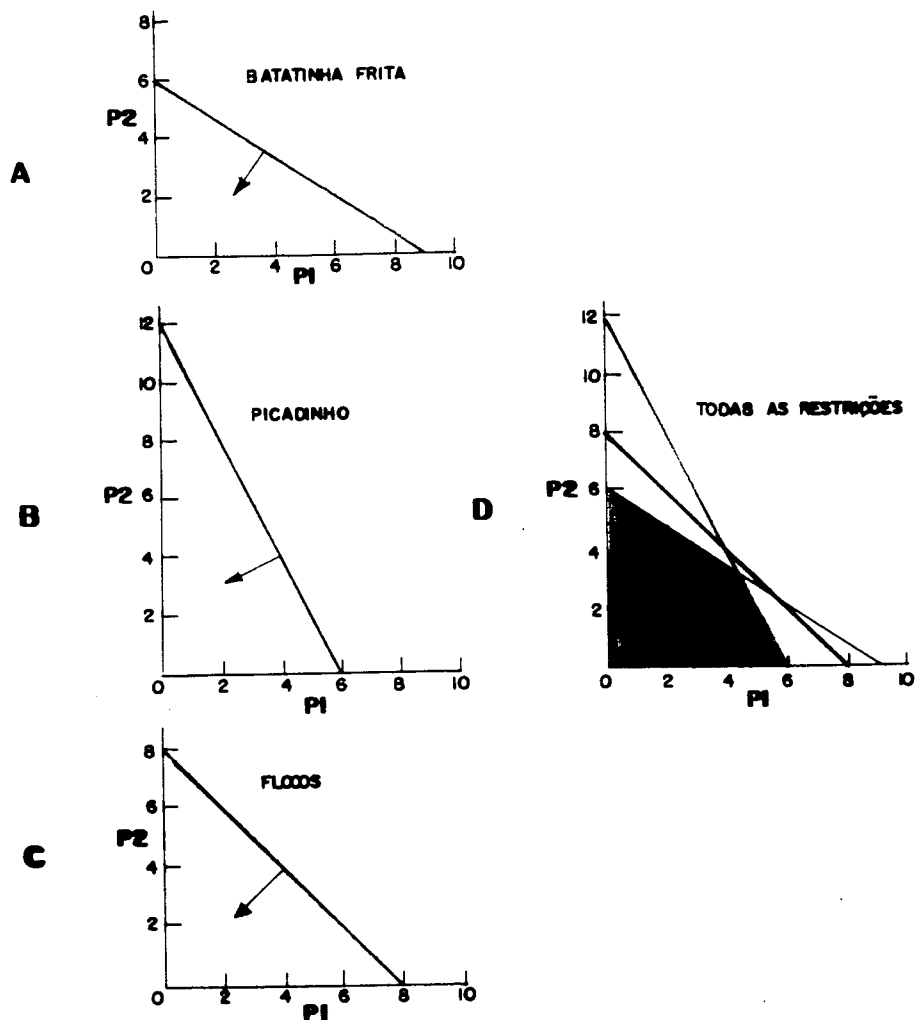 A
8
6
P2
4
2
0 2 4 6 8 10
P1
BATATINHA FRITA
B
12
10
8
P2 6
4
2
0 2 4 6 8 10
P1
PICADINHO
C
8
6
P2
4
2
0 2 4 6 8 10
P1
FLOCOS
D
12
10
8
P2 6
4
2
0 2 4 6 8 10
P1
TODAS AS RESTRIÇÕES